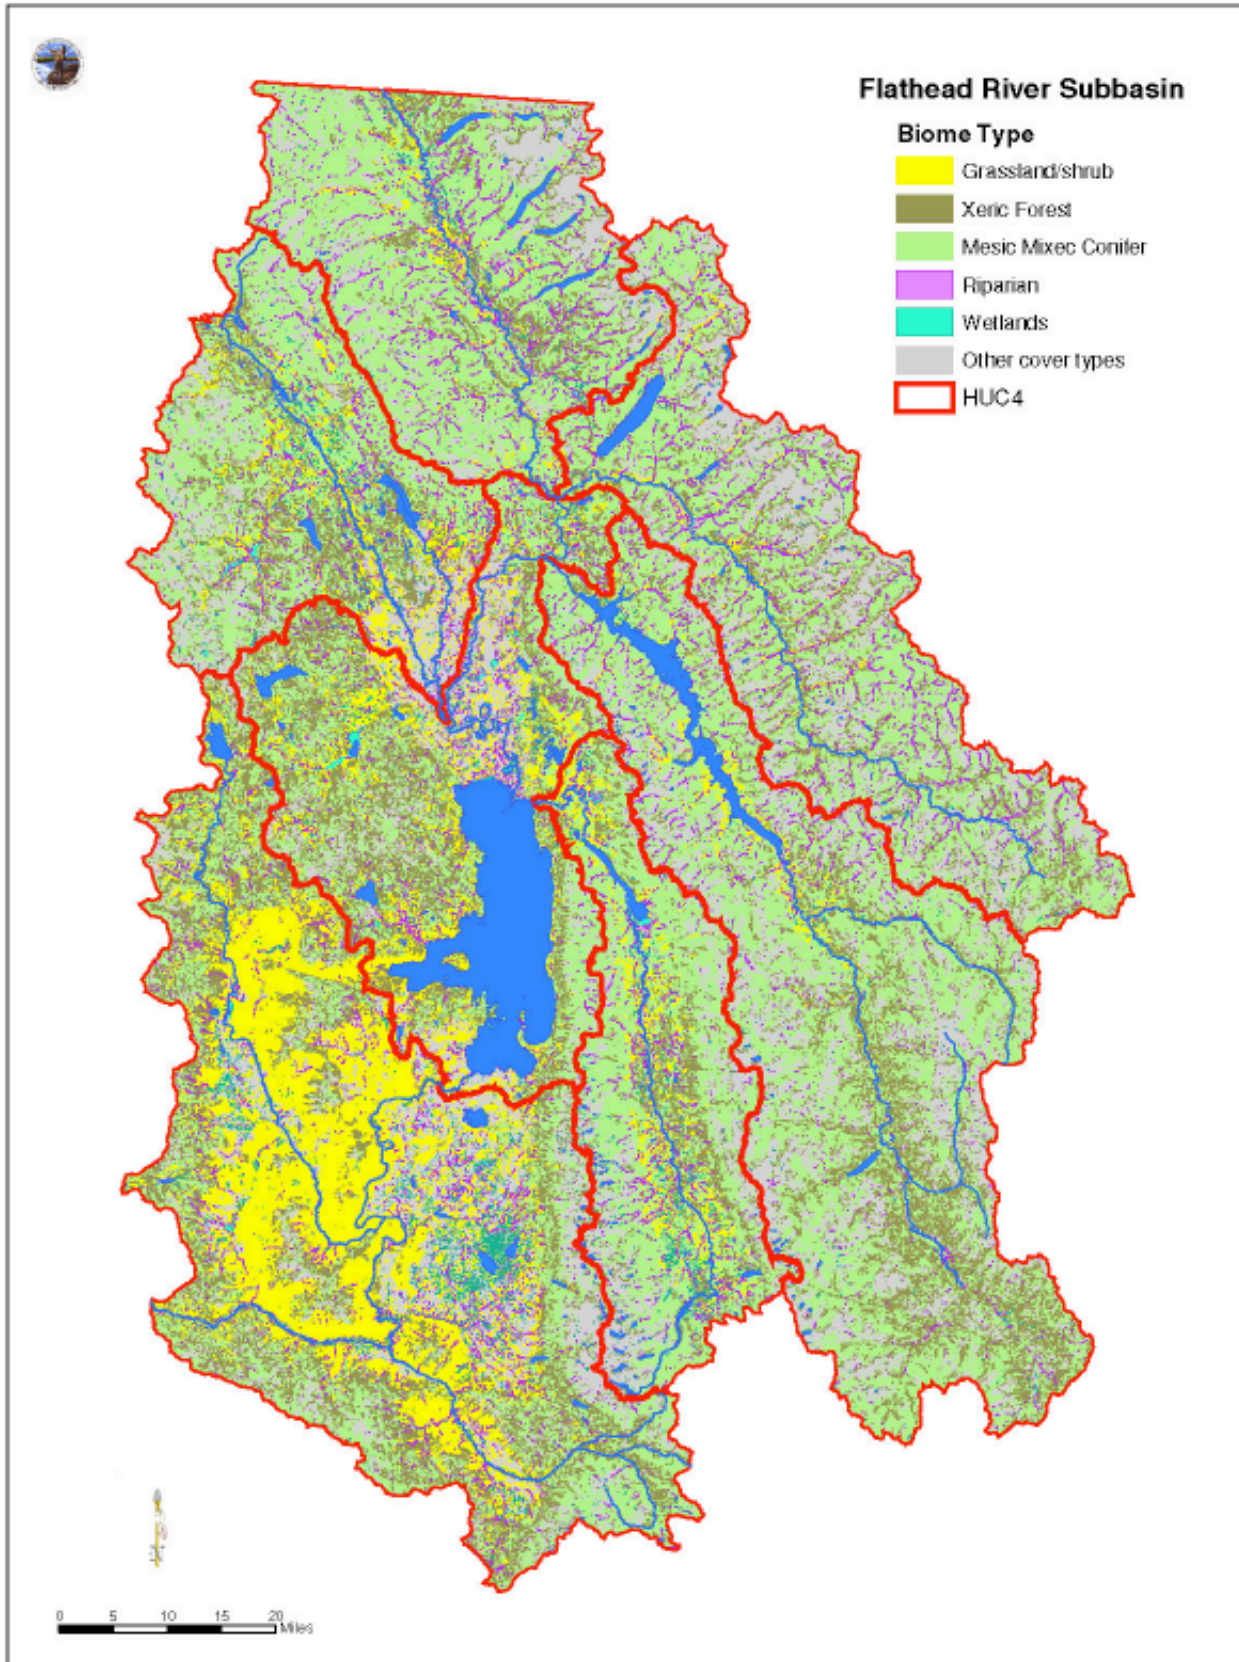 Flathead River Subbasin
Biome Type
Grassland/shrub
Xeric Forest
Mesic Mixec Conifer
Riparian
Wetlands
Other cover types
HUC4
0 5 10 15 20
Miles